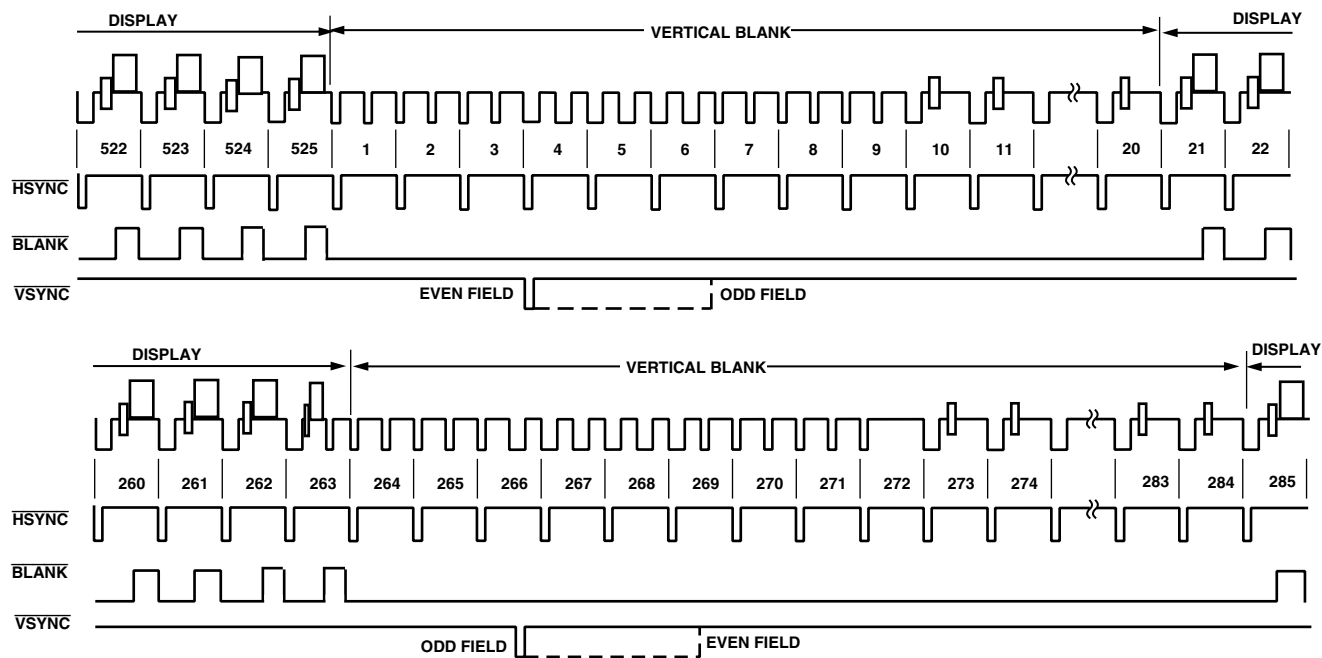 DISPLAY VERTICAL BLANK DISPLAY
522 523 524 525 1 2 3 4 5 6 7 8 9 10 11 20 21 22
HSYNC
BLANK
VSYNC
EVEN FIELD ODD FIELD
DISPLAY VERTICAL BLANK DISPLAY
260 261 262 263 264 265 266 267 268 269 270 271 272 273 274 283 284 285
HSYNC
BLANK
VSYNC
ODD FIELD EVEN FIELD